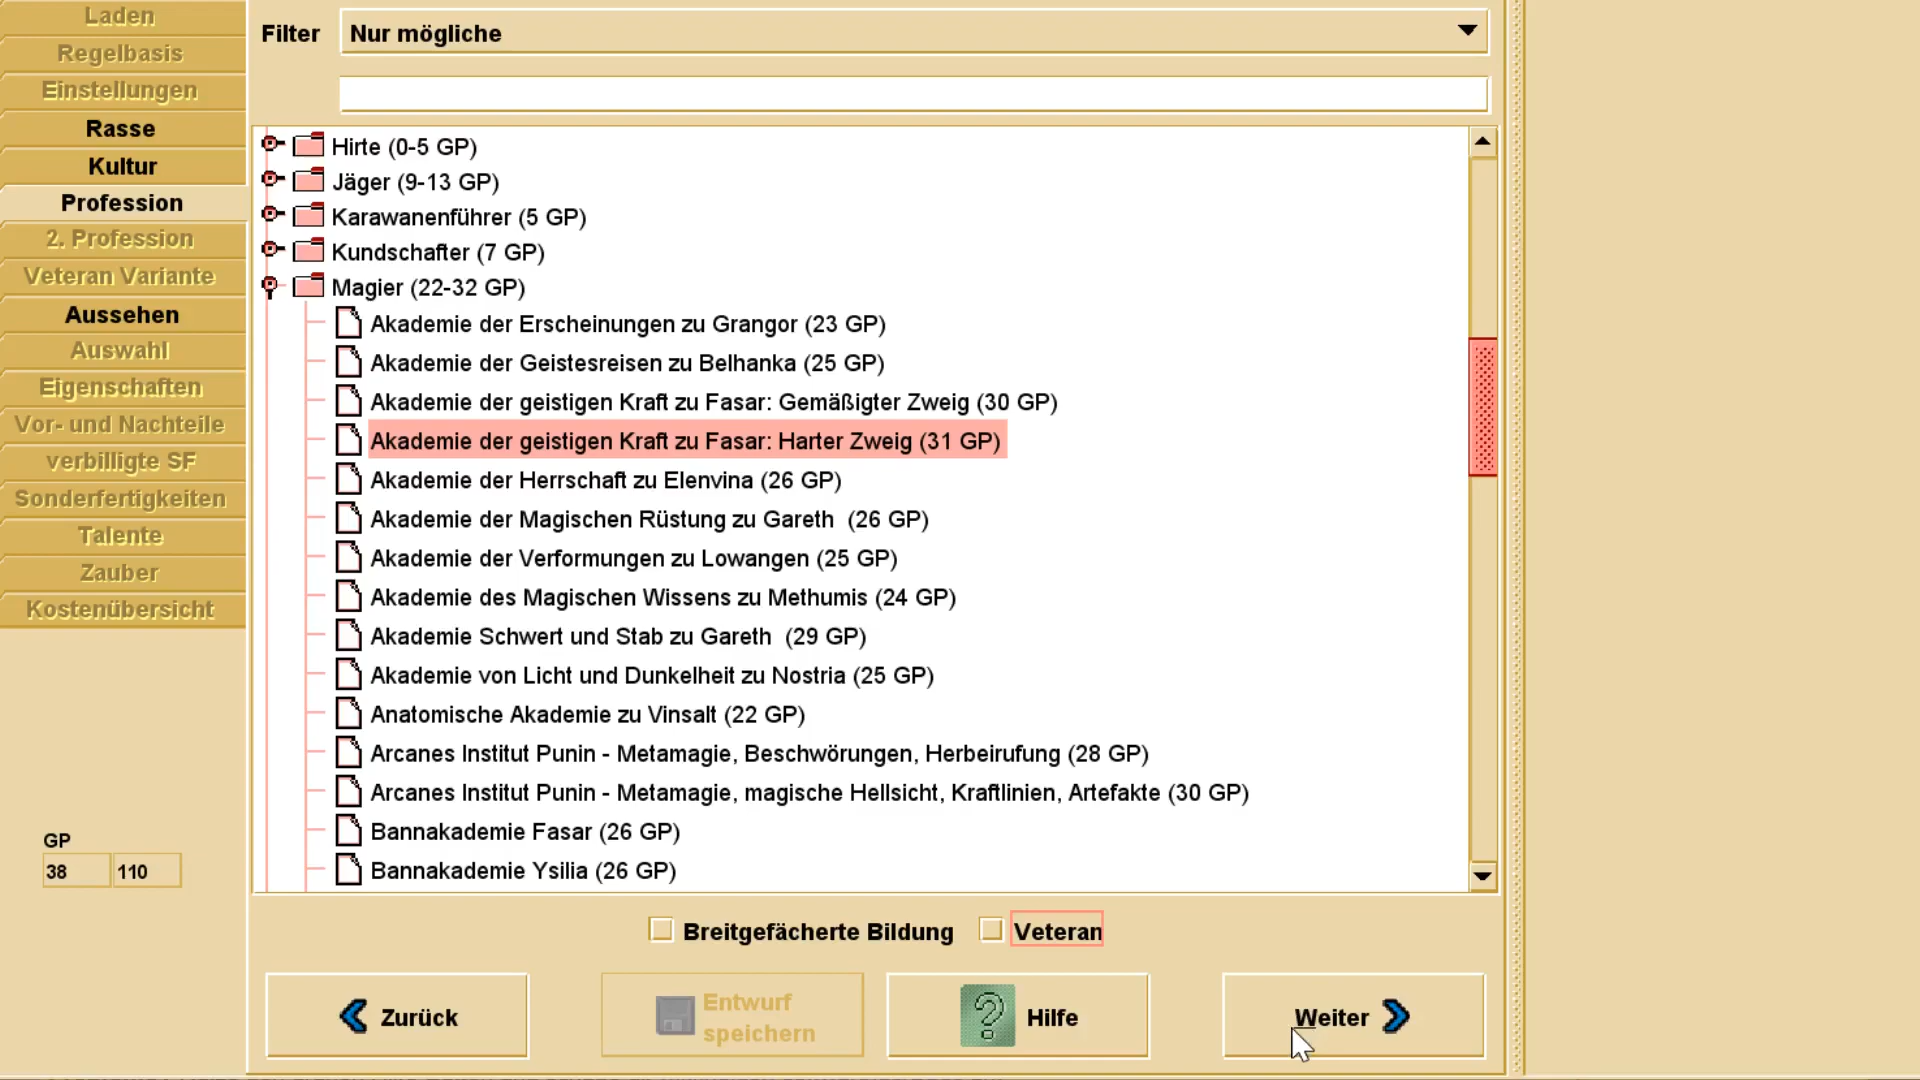 Laden
Regelbasis
Einstellungen
Rasse
Kultur
Profession
2. Profession
Veteran Variante
Aussehen
Auswahl
Eigenschaften
Vor- und Nachteile
verbilligte SF
Sonderfertigkeiten
Talente
Zauber
Kostenübersicht
GP
38 110
Filter Nur mögliche
Hirte (0-5 GP)
Jäger (9-13 GP)
Karawanenführer (5 GP)
Kundschafter (7 GP)
Magier (22-32 GP)
Akademie der Erscheinungen zu Grangor (23 GP)
Akademie der Geistesreisen zu Belhanka (25 GP)
Akademie der geistigen Kraft zu Fasar: Gemäßigter Zweig (30 GP)
Akademie der geistigen Kraft zu Fasar: Harter Zweig (31 GP)
Akademie der Herrschaft zu Elenvina (26 GP)
Akademie der Magischen Rüstung zu Gareth (26 GP)
Akademie der Verformungen zu Lowangen (25 GP)
Akademie des Magischen Wissens zu Methumis (24 GP)
Akademie Schwert und Stab zu Gareth (29 GP)
Akademie von Licht und Dunkelheit zu Nostria (25 GP)
Anatomische Akademie zu Vinsalt (22 GP)
Arcanes Institut Punin - Metamagie, Beschwörungen, Herbeirufung (28 GP)
Arcanes Institut Punin - Metamagie, magische Hellsicht, Kraftlinien, Artefakte (30 GP)
Bannakademie Fasar (26 GP)
Bannakademie Ysilia (26 GP)
Breitgefächerte Bildung Veteran
Zurück
Entwurf
speichern
Hilfe
Weiter